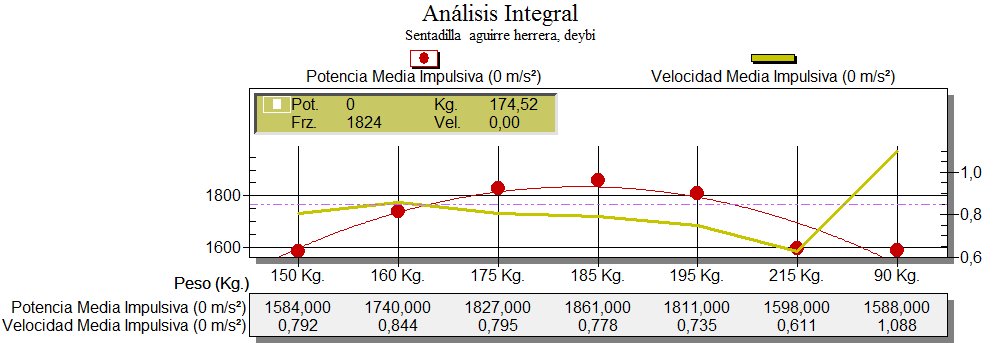 Análisis Integral
Sentadilla aguirre herrera, deybi
Potencia Media Impulsiva (0 m/s²) Velocidad Media Impulsiva (0 m/s²)
Pot. 0 Kg. 174,52
Frz. 1824 Vel. 0,00
1800
1600
1,0
0,8
0,6
Peso (Kg.) 150 Kg. 160 Kg. 175 Kg. 185 Kg. 195 Kg. 215 Kg. 90 Kg.
Potencia Media Impulsiva (0 m/s²) 1584,000 1740,000 1827,000 1861,000 1811,000 1598,000 1588,000
Velocidad Media Impulsiva (0 m/s²) 0,792 0,844 0,795 0,778 0,735 0,611 1,088